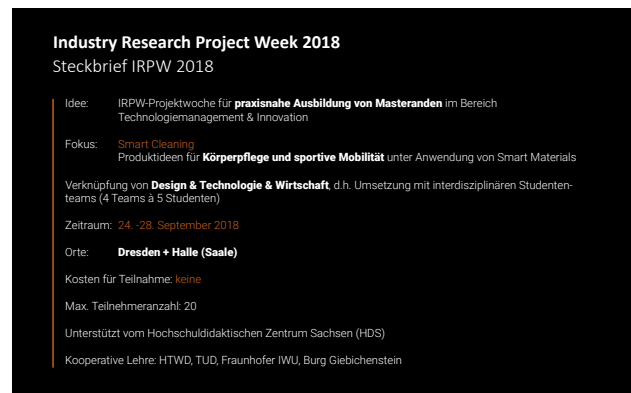 Industry Research Project Week 2018
Steckbrief IRPW 2018
Idee: IRPW-Projektwoche für praxisnahe Ausbildung von Masteranden im Bereich
Technologiemanagement & Innovation
Fokus: Smart Cleaning
Produktideen für Körperpflege und sportive Mobilität unter Anwendung von Smart Materials
Verknüpfung von Design & Technologie & Wirtschaft, d.h. Umsetzung mit interdisziplinären Studenten-
teams (4 Teams à 5 Studenten)
Zeitraum: 24. -28. September 2018
Orte: Dresden + Halle (Saale)
Kosten für Teilnahme: keine
Max. Teilnehmeranzahl: 20
Unterstützt vom Hochschuldidaktischen Zentrum Sachsen (HDS)
Kooperative Lehre: HTWD, TUD, Fraunhofer IWU, Burg Giebichenstein